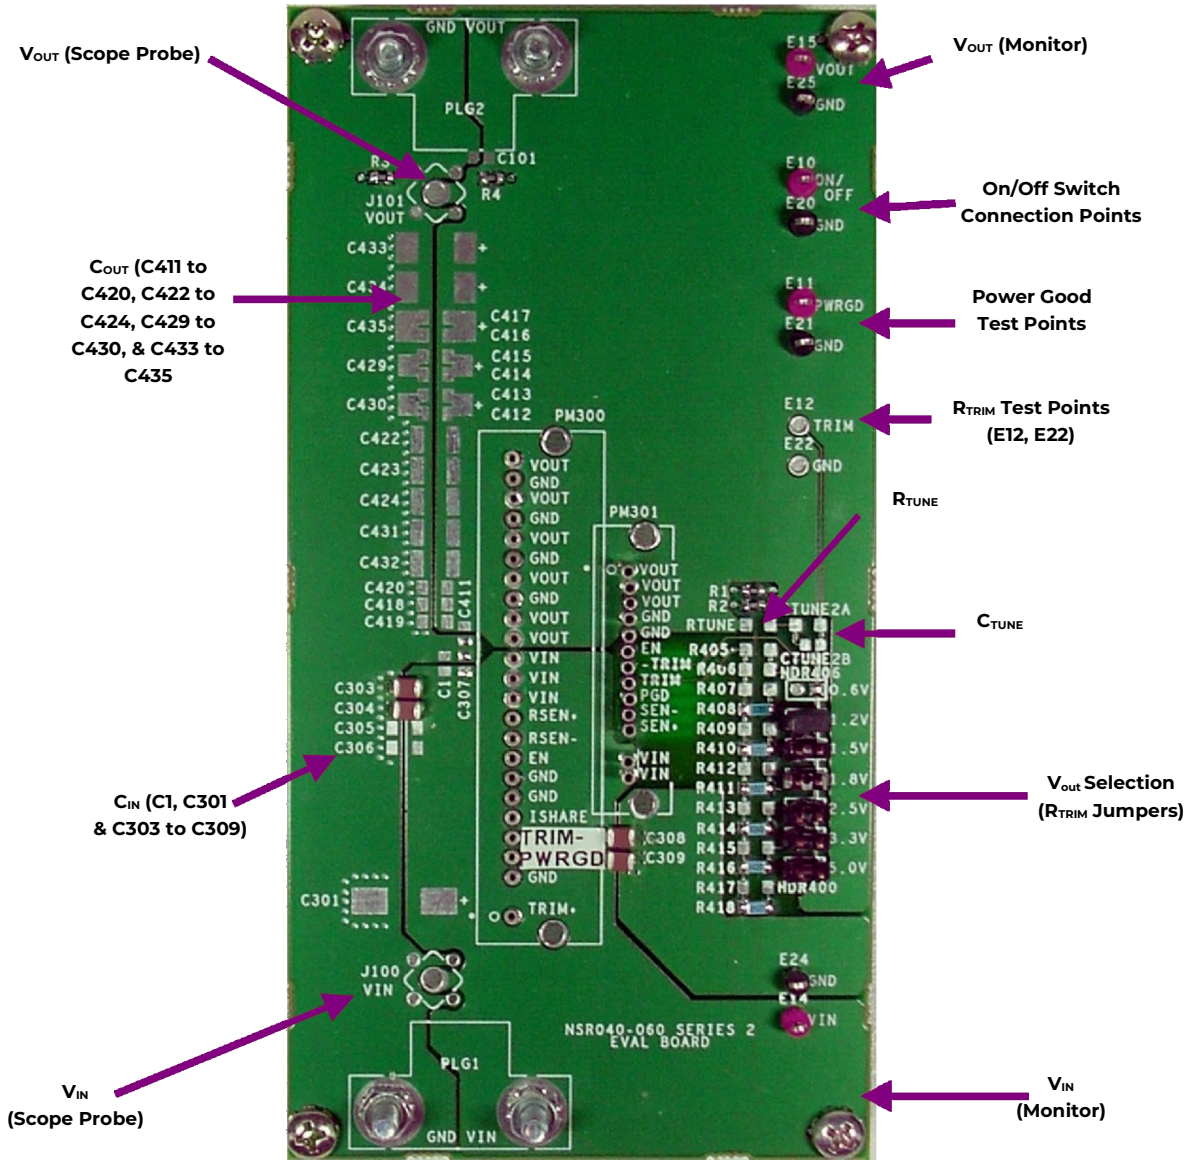 GND VOUT
PLG2
C101
R3
R4
J101
VOUT
E15
VOUT
E25
GND
E10
ON/
OFF
E20
GND
E11
PWRGD
E21
GND
E12
TRIM
E22
GND
VOUT (Scope Probe)
COUT (C411 to
C420, C422 to
C424, C429 to
C430, & C433 to
C435
CIN (C1, C301
& C303 to C309)
VIN
(Scope Probe)
VOUT (Monitor)
On/Off Switch
Connection Points
Power Good
Test Points
RTRIM Test Points
(E12, E22)
RTUNE
CTUNE
Vout Selection
(RTRIM Jumpers)
VIN
(Monitor)
C433
C434
C435
C417
C416
C429
C415
C414
C430
C413
C412
C422
C423
C424
C431
C432
C420
C418
C419
C411
C1
C307
C303
C304
C305
C306
C301
PM300
VOUT
GND
VOUT
GND
VOUT
GND
VOUT
GND
VOUT
VOUT
VIN
VIN
VIN
RSEN+
RSEN-
EN
GND
GND
ISHARE
TRIM-
PWRGD
GND
TRIM+
PM301
VOUT
VOUT
VOUT
GND
GND
EN
-TRIM
TRIM
PGD
SEN-
SEN+
VIN
VIN
C308
C309
R1
R2
RTUNE
CTUNE2A
CTUNE2B
HDR406
R405
R406
R407
R408
R409
R410
R412
R411
R413
R414
R415
R416
R417
R418
0.6V
1.2V
1.5V
1.8V
2.5V
3.3V
5.0V
HDR400
J100
VIN
E24
GND
E14
VIN
NSR040-060 SERIES 2
EVAL BOARD
PLG1
GND VIN